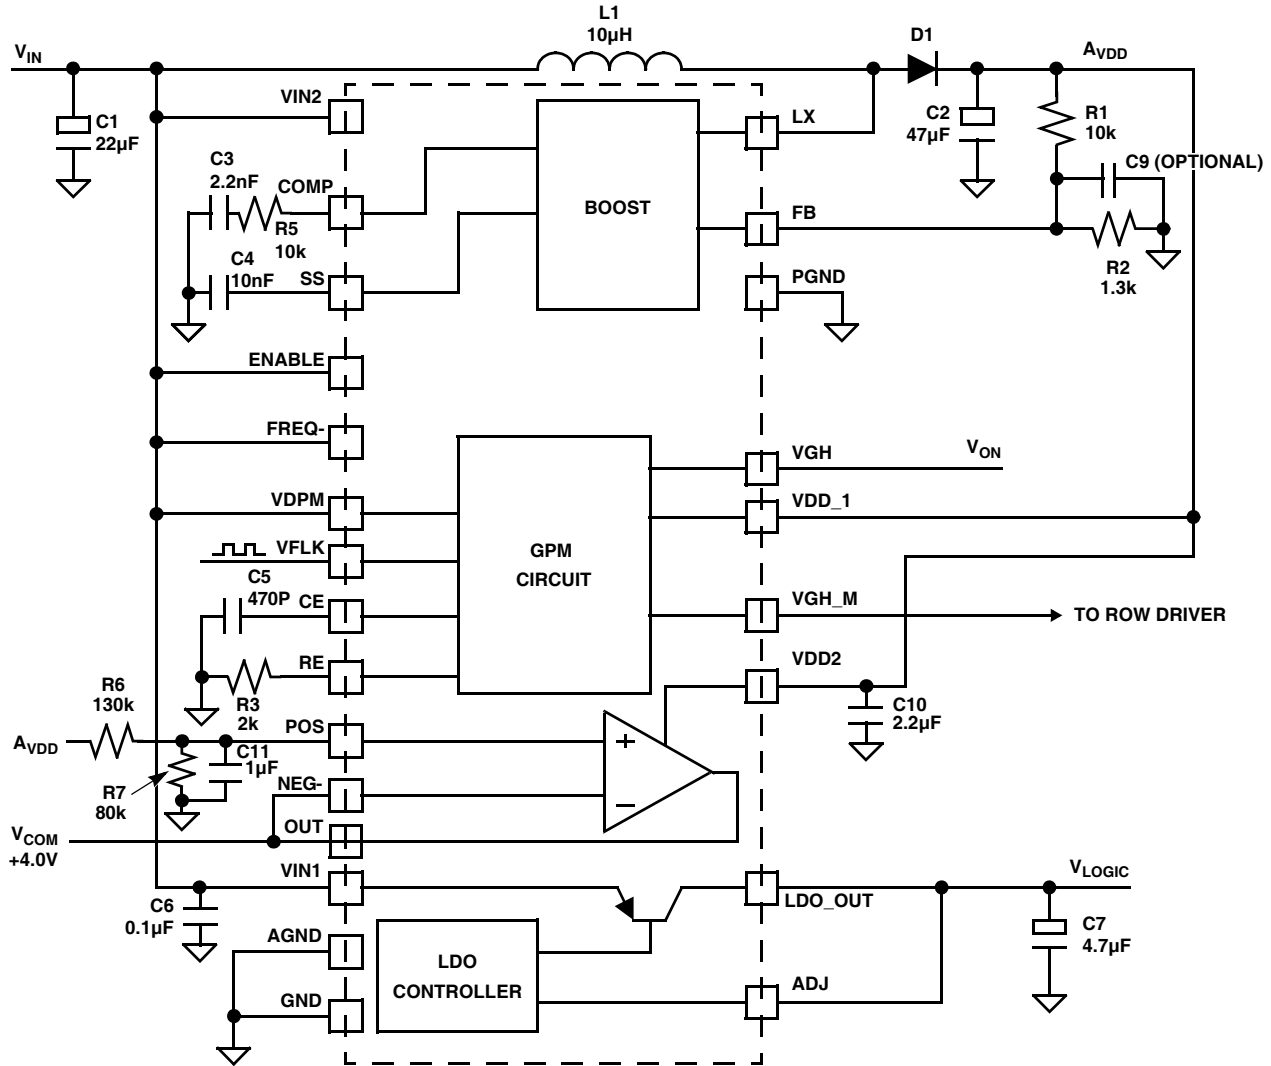 L1
10µH
VIN
D1
AVDD
VIN2
C1
22µF
LX
C2
47µF
R1
10k
C3
2.2nF
COMP
C9 (OPTIONAL)
BOOST
R5
10k
FB
C4
10nF
SS
PGND
R2
1.3k
ENABLE
FREQ-
VGH
VON
VDPM
VDD_1
VFLK
GPM
CIRCUIT
C5
470P
CE
VGH_M
TO ROW DRIVER
RE
VDD2
R6
130k
R3
2k
C10
2.2µF
POS
AVDD
+
C11
1µF
NEG-
R7
80k
−
OUT
VCOM
+4.0V
VIN1
VLOGIC
LDO_OUT
C6
0.1µF
C7
4.7µF
AGND
LDO
CONTROLLER
ADJ
GND